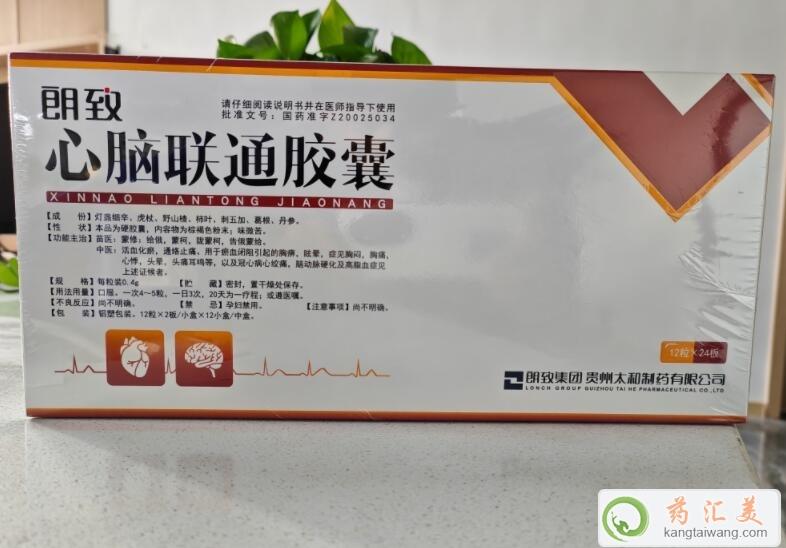 朗致
请仔细阅读说明书并在医师指导下使用
批准文号：国药准字Z20025034
心脑联通胶囊
XINNAO LIANTONG JIAONANG
【成 份】灯盏细辛、虎杖、野山楂、柿叶、刺五加、葛根、丹参。
【性 状】本品为硬胶囊，内容物为棕褐色粉末；味微苦。
【功能主治】苗医：蒙修：给俄，蒙柯，陇蒙柯，告俄蒙给。
中医：活血化瘀，通络止痛。用于瘀血闭阻引起的胸痹，眩晕，症见胸闷，胸痛，
心悸，头晕，头痛耳鸣等，以及冠心病心绞痛，脑动脉硬化及高脂血症见
上述证候者。
【规 格】每粒装0.4g 【贮 藏】密封，置干燥处保存。
【用法用量】口服。一次4~5粒，一日3次，20天为一疗程；或遵医嘱。
【不良反应】尚不明确。 【禁 忌】孕妇禁用。 【注意事项】尚不明确。
【包 装】铝塑包装。12粒×2板/小盒×12小盒/中盒。
12粒×24板
朗致集团 贵州太和制药有限公司
LONCH GROUP GUIZHOU TAI HE PHARMACEUTICAL CO.,LTD
药汇美
kangtaiwang.com